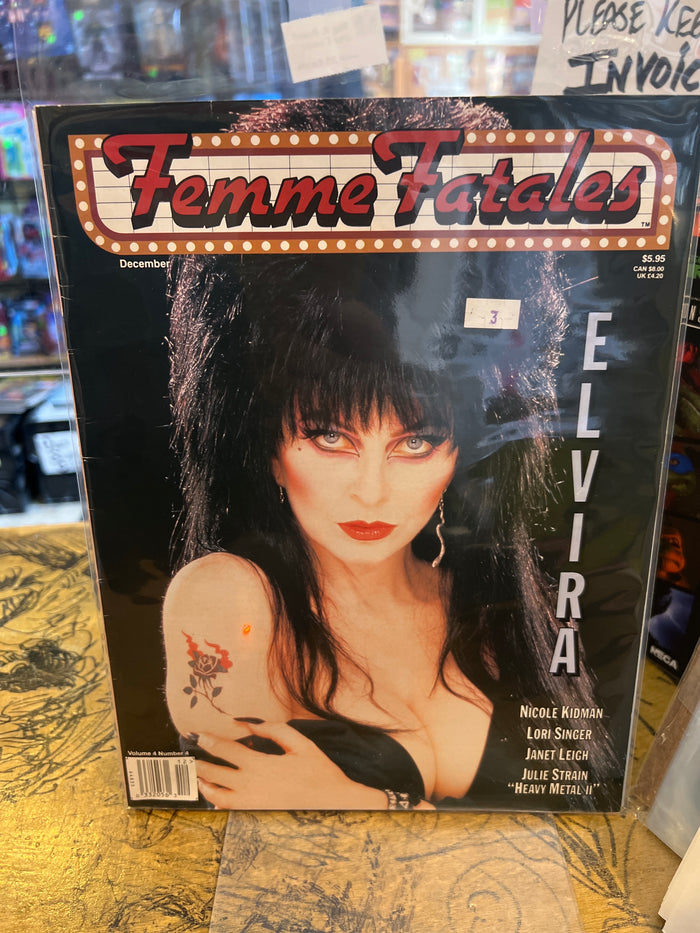 PLEASE KEE
INVOIC
Femme Fatales
TM
December
$5.95
CAN $8.00
UK £4.20
3
ELVIRA
NICOLE KIDMAN
LORI SINGER
JANET LEIGH
JULIE STRAIN
"HEAVY METAL II"
Volume 4 Number 4
NECA